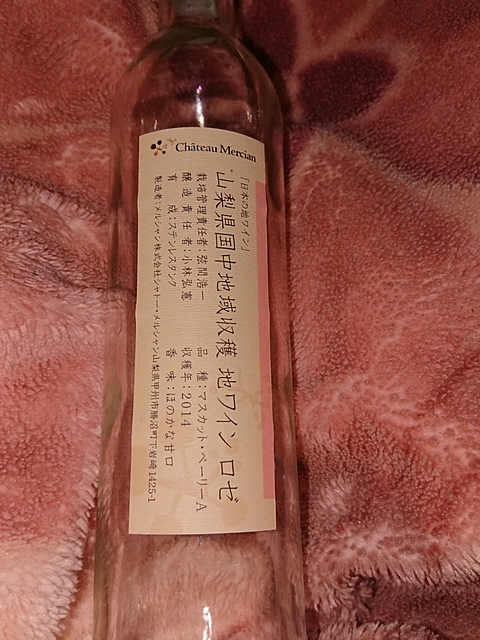 Château Mercian
「日本の地ワイン」
山梨県国中地域収穫 地ワイン ロゼ
栽培管理責任者:弦間浩一 品種:マスカット・ベーリーA
醸造責任者:小林弘憲 収穫年:2014
育成:ステンレスタンク 香味:ほのかな甘口
製造者:メルシャン株式会社シャトー・メルシャン山梨県甲州市勝沼町下岩崎1425-1